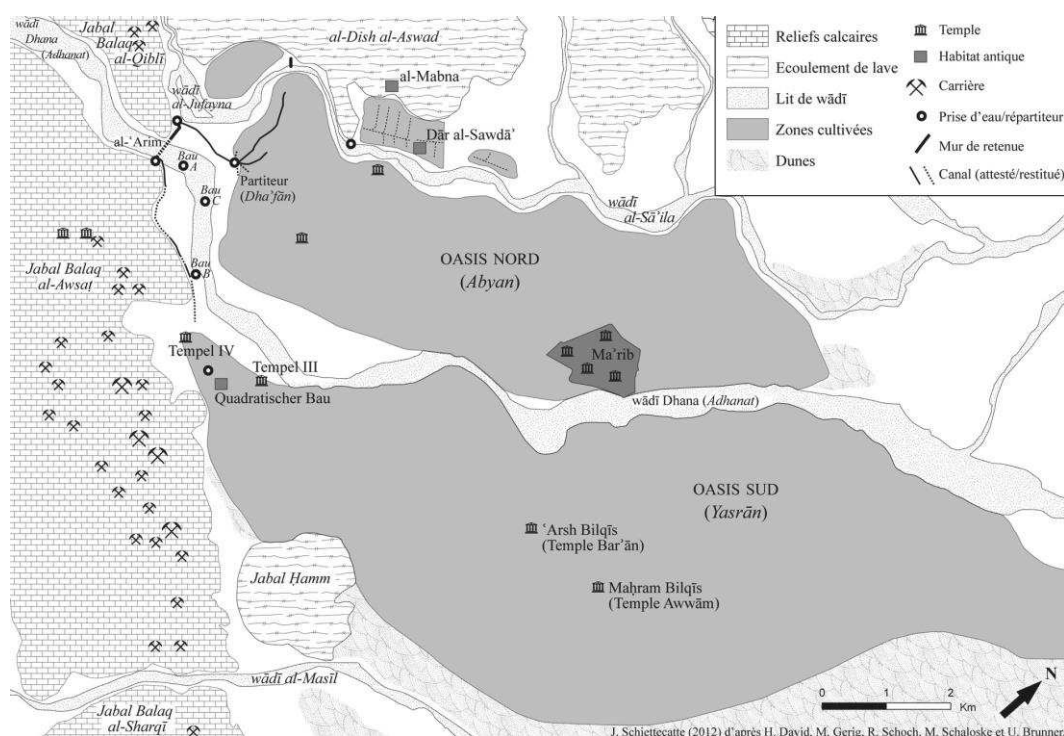 wādī
Dhana (Adhanat)
Jabal
Balaq
al-Qiblī
wādī
al-Jufayna
al-Dish al-Aswad
al-Mabna
Dār al-Sawdā’
al-‘Arim
Bau
A
Bau
C
Bau
B
Partiteur
(Dha’fān)
wādī
al-Sā’ila
Jabal Balaq
al-Awsaṭ
OASIS NORD
(Abyan)
Ma’rib
Tempel IV
Tempel III
Quadratischer Bau
wādī Dhana (Adhanat)
OASIS SUD
(Yasrān)
‘Arsh Bilqīs
(Temple Bar’ān)
Maḥram Bilqīs
(Temple Awwām)
Jabal Ḥamm
wādī al-Masīl
Jabal Balaq
al-Sharqī
Reliefs calcaires
Ecoulement de lave
Lit de wādī
Zones cultivées
Dunes
Temple
Habitat antique
Carrière
Prise d’eau/répartiteur
Mur de retenue
Canal (attesté/restitué)
0 1 2
Km
N
J. Schiettecatte (2012) d’après H. David, M. Gerig, R. Schoch, M. Schaloske et U. Brunner